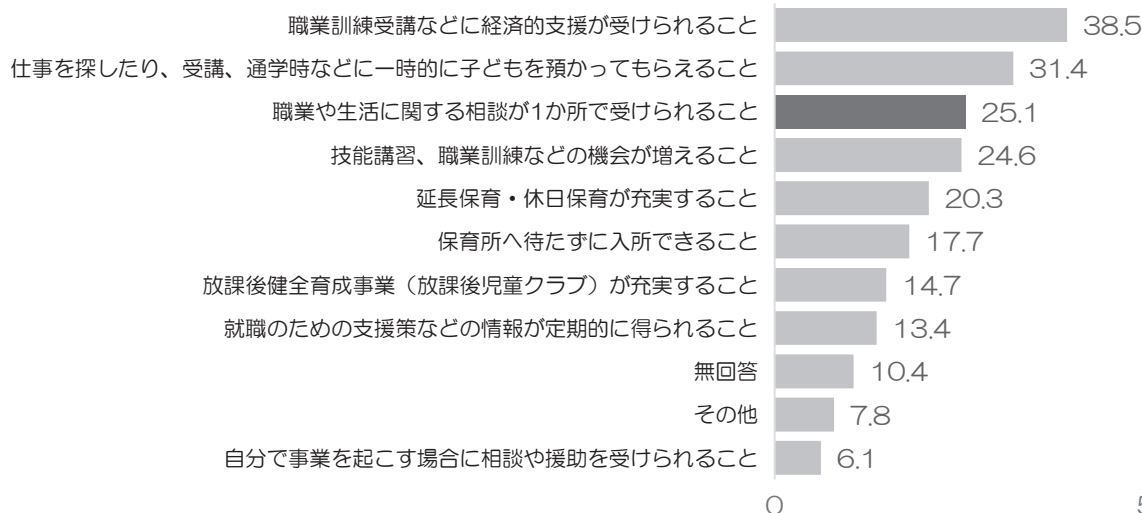 職業訓練受講などに経済的支援が受けられること 38.5
仕事を探したり、受講、通学時などに一時的に子どもを預かってもらえること 31.4
職業や生活に関する相談が1か所で受けられること 25.1
技能講習、職業訓練などの機会が増えること 24.6
延長保育・休日保育が充実すること 20.3
保育所へ待たずに入所できること 17.7
放課後健全育成事業（放課後児童クラブ）が充実すること 14.7
就職のための支援策などの情報が定期的に得られること 13.4
無回答 10.4
その他 7.8
自分で事業を起こす場合に相談や援助を受けられること 6.1
0